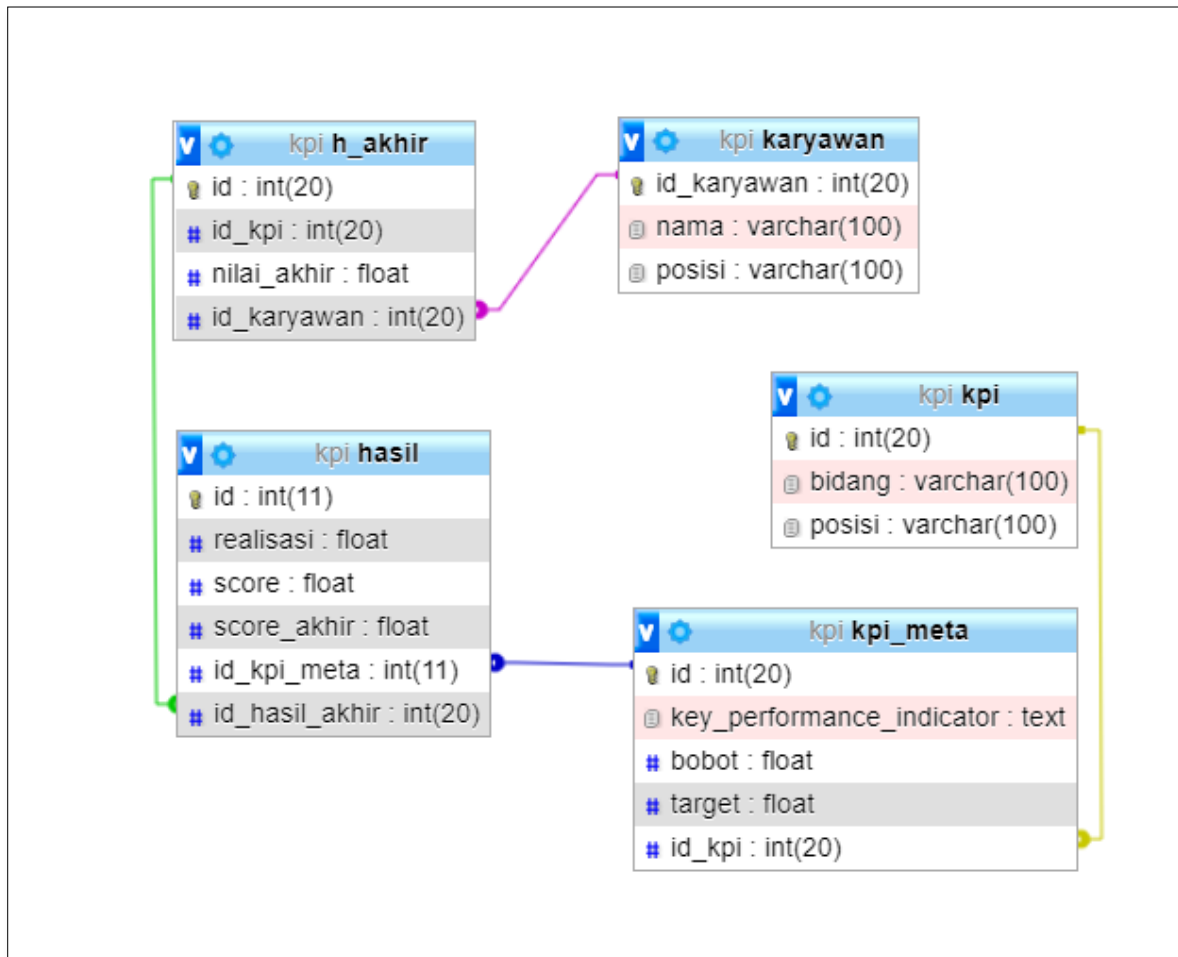 kpi h_akhir
id : int(20)
id_kpi : int(20)
nilai_akhir : float
id_karyawan : int(20)
kpi karyawan
id_karyawan : int(20)
nama : varchar(100)
posisi : varchar(100)
kpi kpi
id : int(20)
bidang : varchar(100)
posisi : varchar(100)
kpi hasil
id : int(11)
realisasi : float
score : float
score_akhir : float
id_kpi_meta : int(11)
id_hasil_akhir : int(20)
kpi kpi_meta
id : int(20)
key_performance_indicator : text
bobot : float
target : float
id_kpi : int(20)